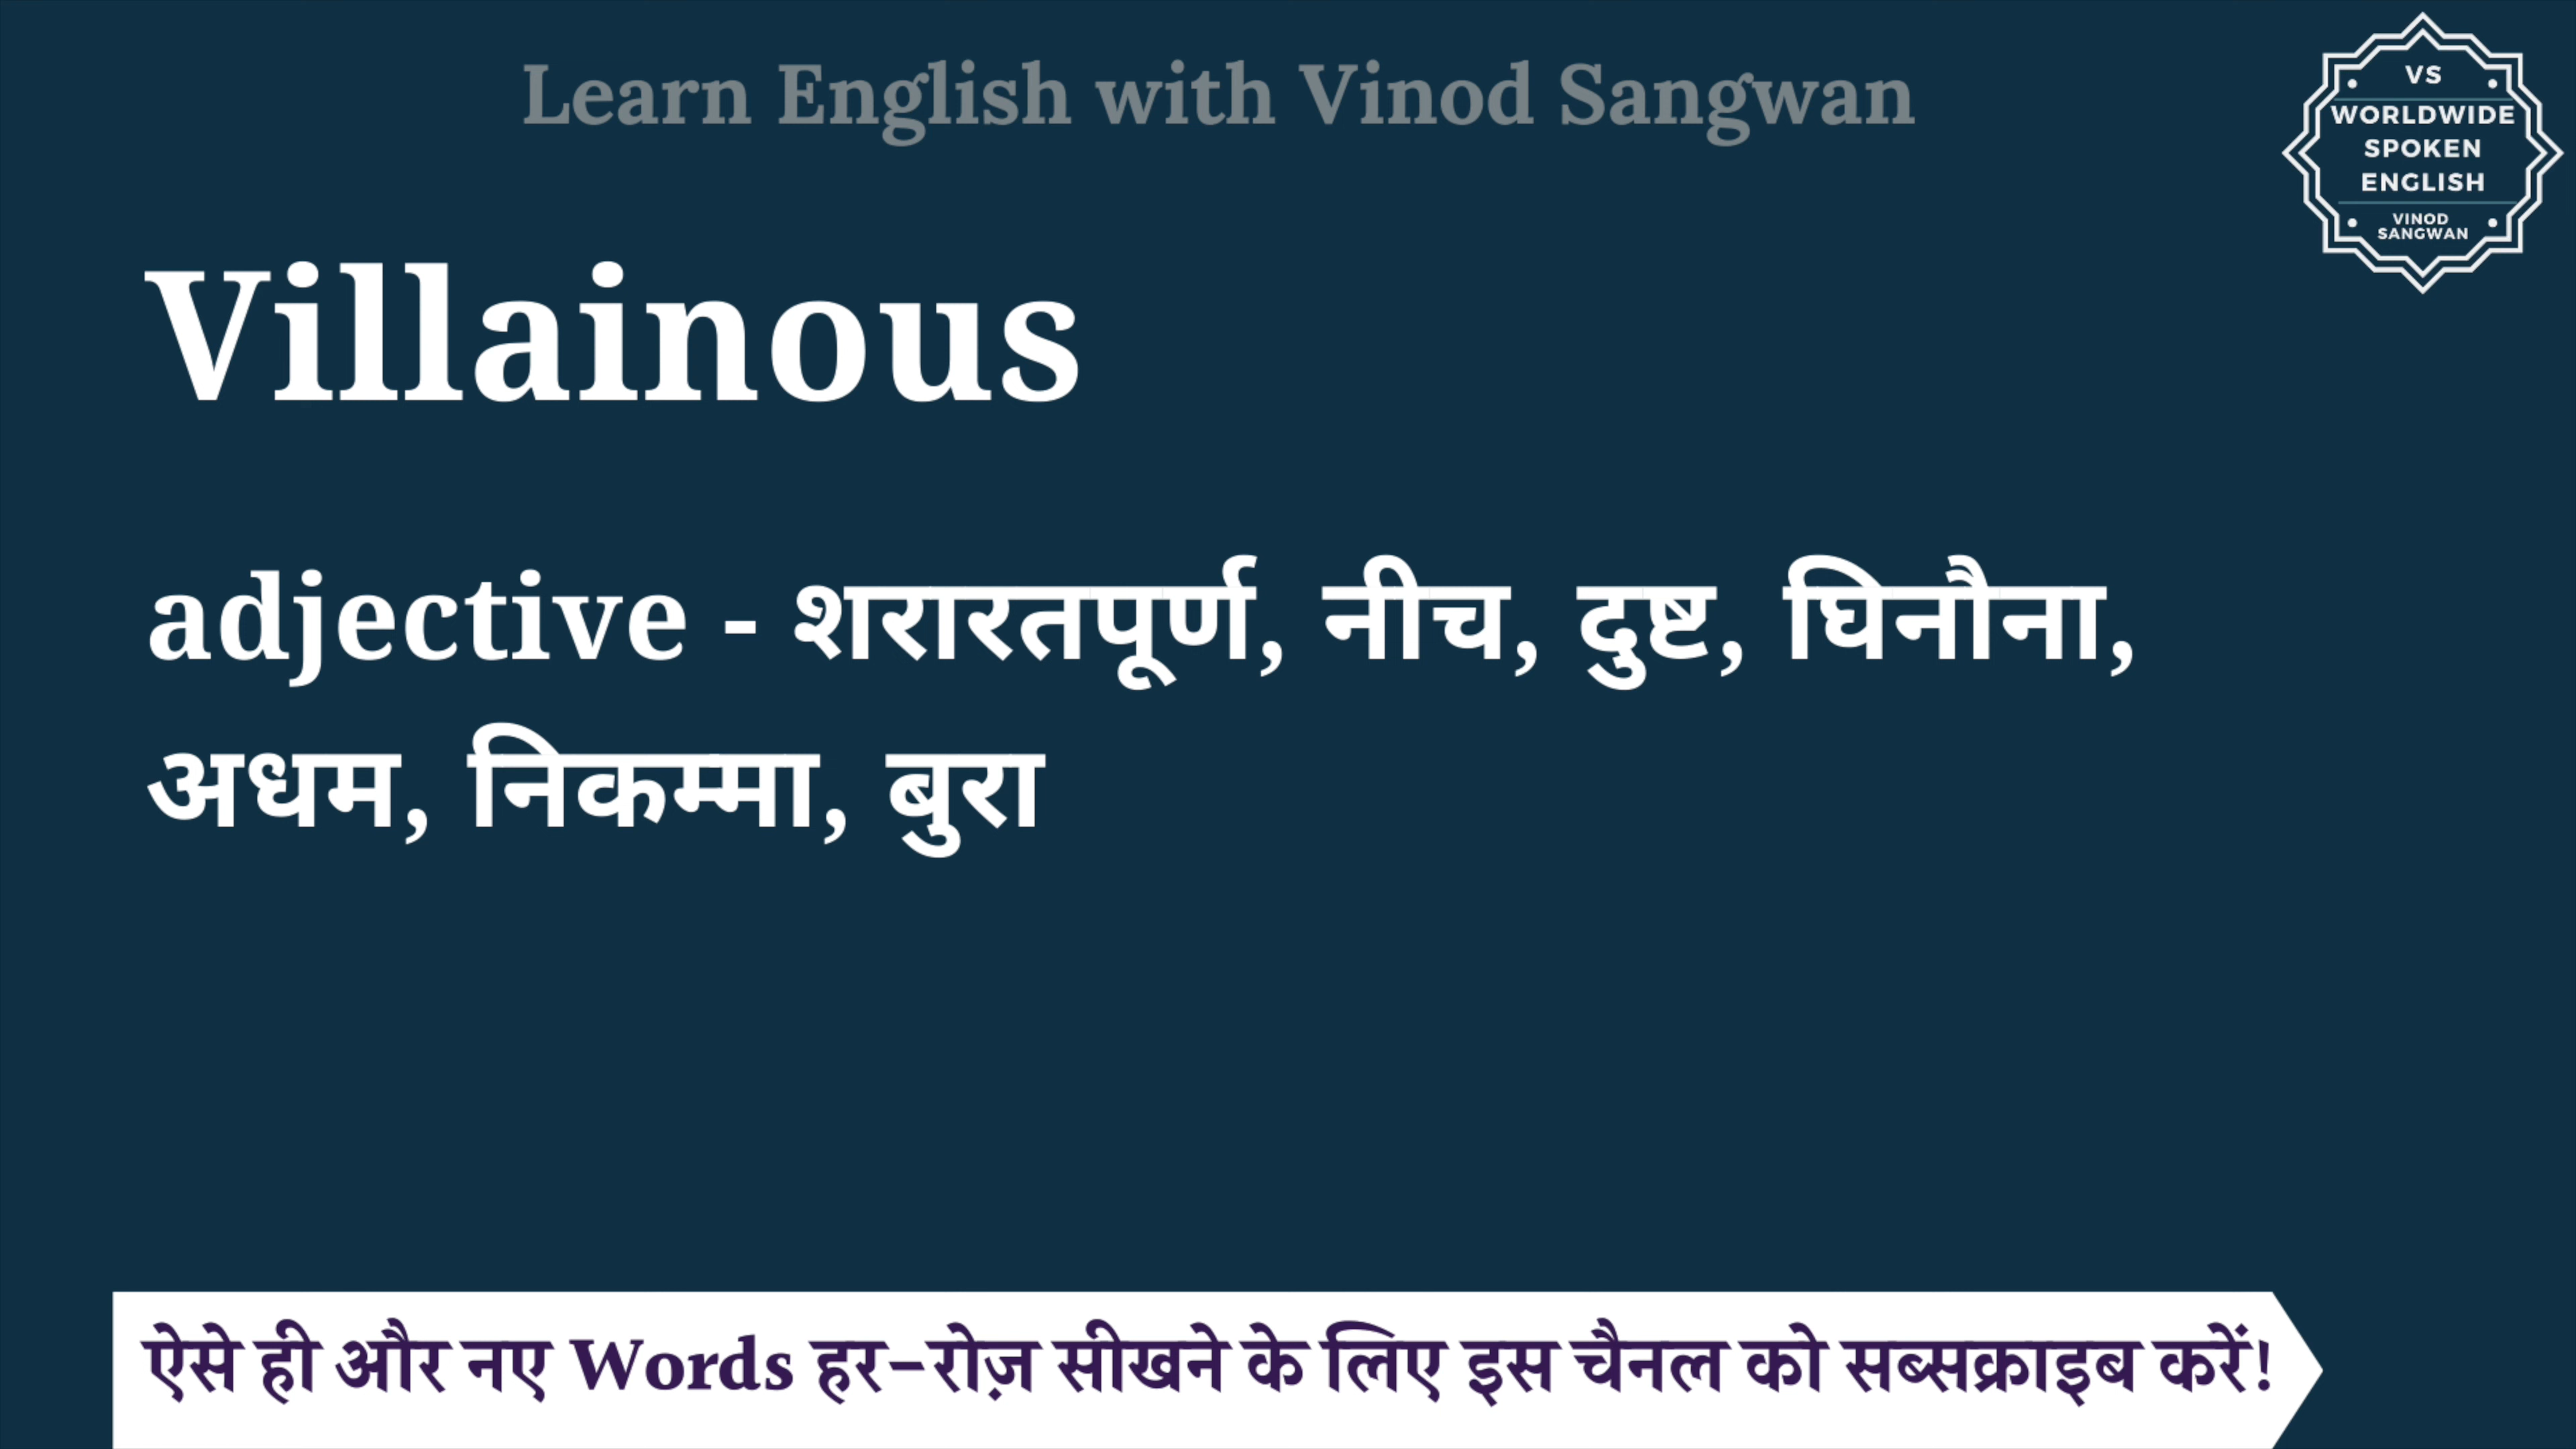 Learn English with Vinod Sangwan
VS
WORLDWIDE
SPOKEN
ENGLISH
VINOD
SANGWAN
Villainous
adjective - शरारतपूर्ण, नीच, दुष्ट, घिनौना,
अधम, निकम्मा, बुरा
ऐसे ही और नए Words हर-रोज़ सीखने के लिए इस चैनल को सब्सक्राइब करें!